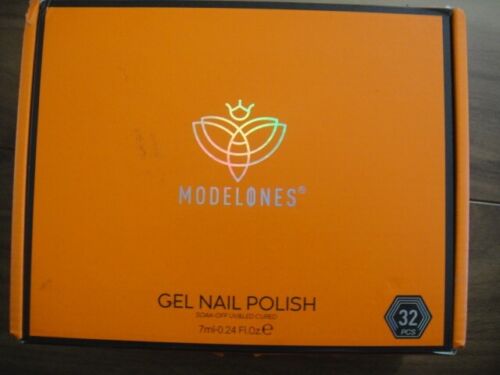 MODELONES®
GEL NAIL POLISH
SOAK-OFF UV&LED CURED
7ml-0.24 Fl.Oz.℮
32
PCS